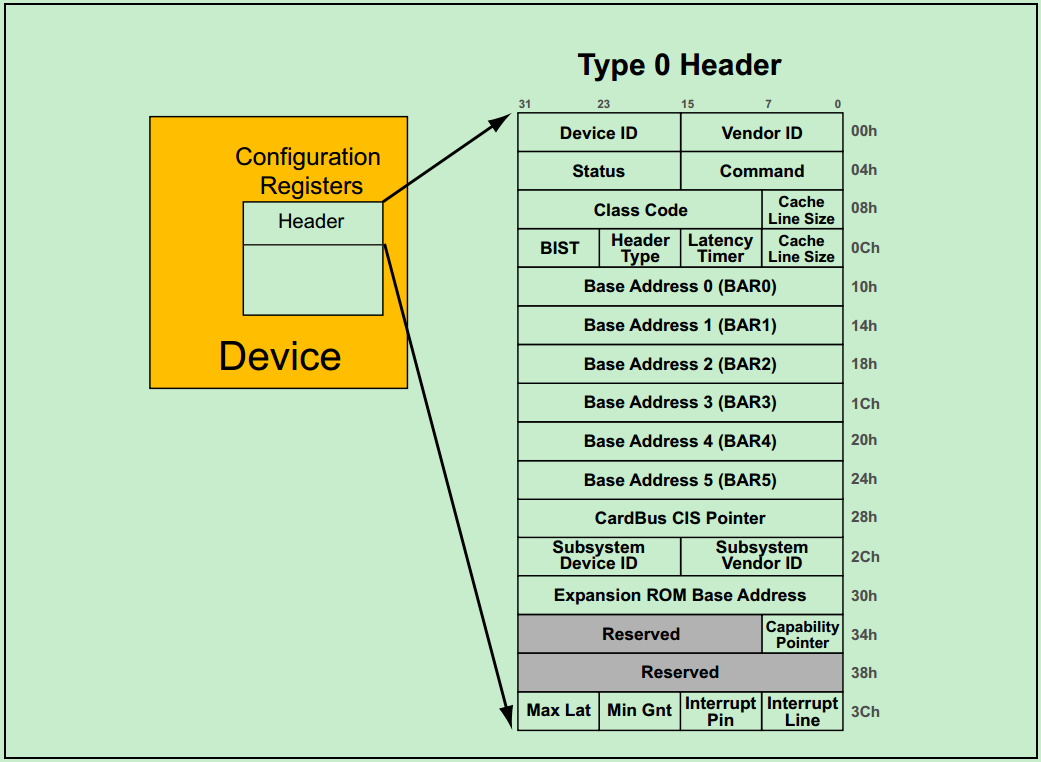 Type 0 Header
31 23 15 7 0
Device ID Vendor ID 00h
Status Command 04h
Class Code Cache Line Size 08h
BIST Header Type Latency Timer Cache Line Size 0Ch
Base Address 0 (BAR0) 10h
Base Address 1 (BAR1) 14h
Base Address 2 (BAR2) 18h
Base Address 3 (BAR3) 1Ch
Base Address 4 (BAR4) 20h
Base Address 5 (BAR5) 24h
CardBus CIS Pointer 28h
Subsystem Device ID Subsystem Vendor ID 2Ch
Expansion ROM Base Address 30h
Reserved Capability Pointer 34h
Reserved 38h
Max Lat Min Gnt Interrupt Pin Interrupt Line 3Ch
Configuration
Registers
Header
Device